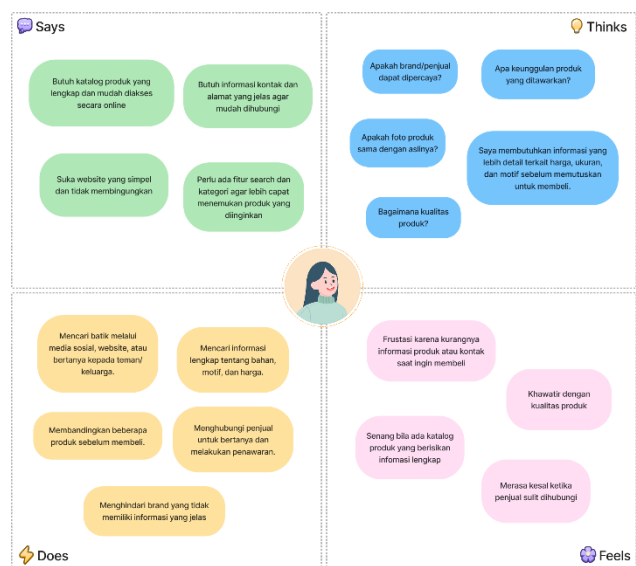 Says
Butuh katalog produk yang
lengkap dan mudah diakses
secara online
Butuh informasi kontak dan
alamat yang jelas agar
mudah dihubungi
Suka website yang simpel
dan tidak membingungkan
Perlu ada fitur search dan
kategori agar lebih capat
menemukan produk yang
diinginkan
Thinks
Apakah brand/penjual
dapat dipercaya?
Apa keunggulan produk
yang ditawarkan?
Apakah foto produk
sama dengan aslinya?
Saya membutuhkan informasi yang
lebih detail terkait harga, ukuran,
dan motif sebelum memutuskan
untuk membeli.
Bagaimana kualitas
produk?
Mencari batik melalui
media sosial, website, atau
bertanya kepada teman/
keluarga.
Mencari informasi
lengkap tentang bahan,
motif, dan harga.
Membandingkan beberapa
produk sebelum membeli.
Menghubungi penjual
untuk bertanya dan
melakukan penawaran.
Menghindari brand yang tidak
memiliki informasi yang jelas
Does
Frustasi karena kurangnya
informasi produk atau kontak
saat ingin membeli
Khawatir dengan
kualitas produk
Senang bila ada katalog
produk yang berisikan
infomasi lengkap
Merasa kesal ketika
penjual sulit dihubungi
Feels